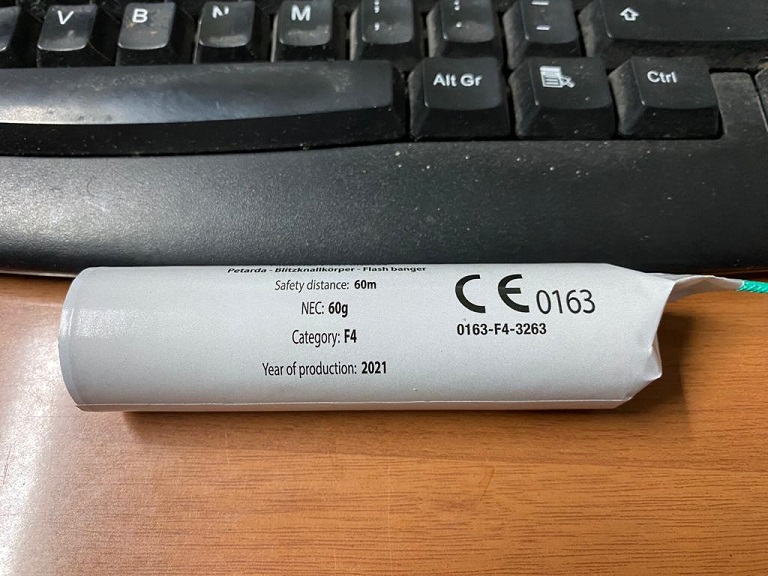 V B N M
Alt Gr Ctrl
Petarda - Blitzknallkörper - Flash banger
Safety distance: 60m
NEC: 60g
Category: F4
Year of production: 2021
CE 0163
0163-F4-3263